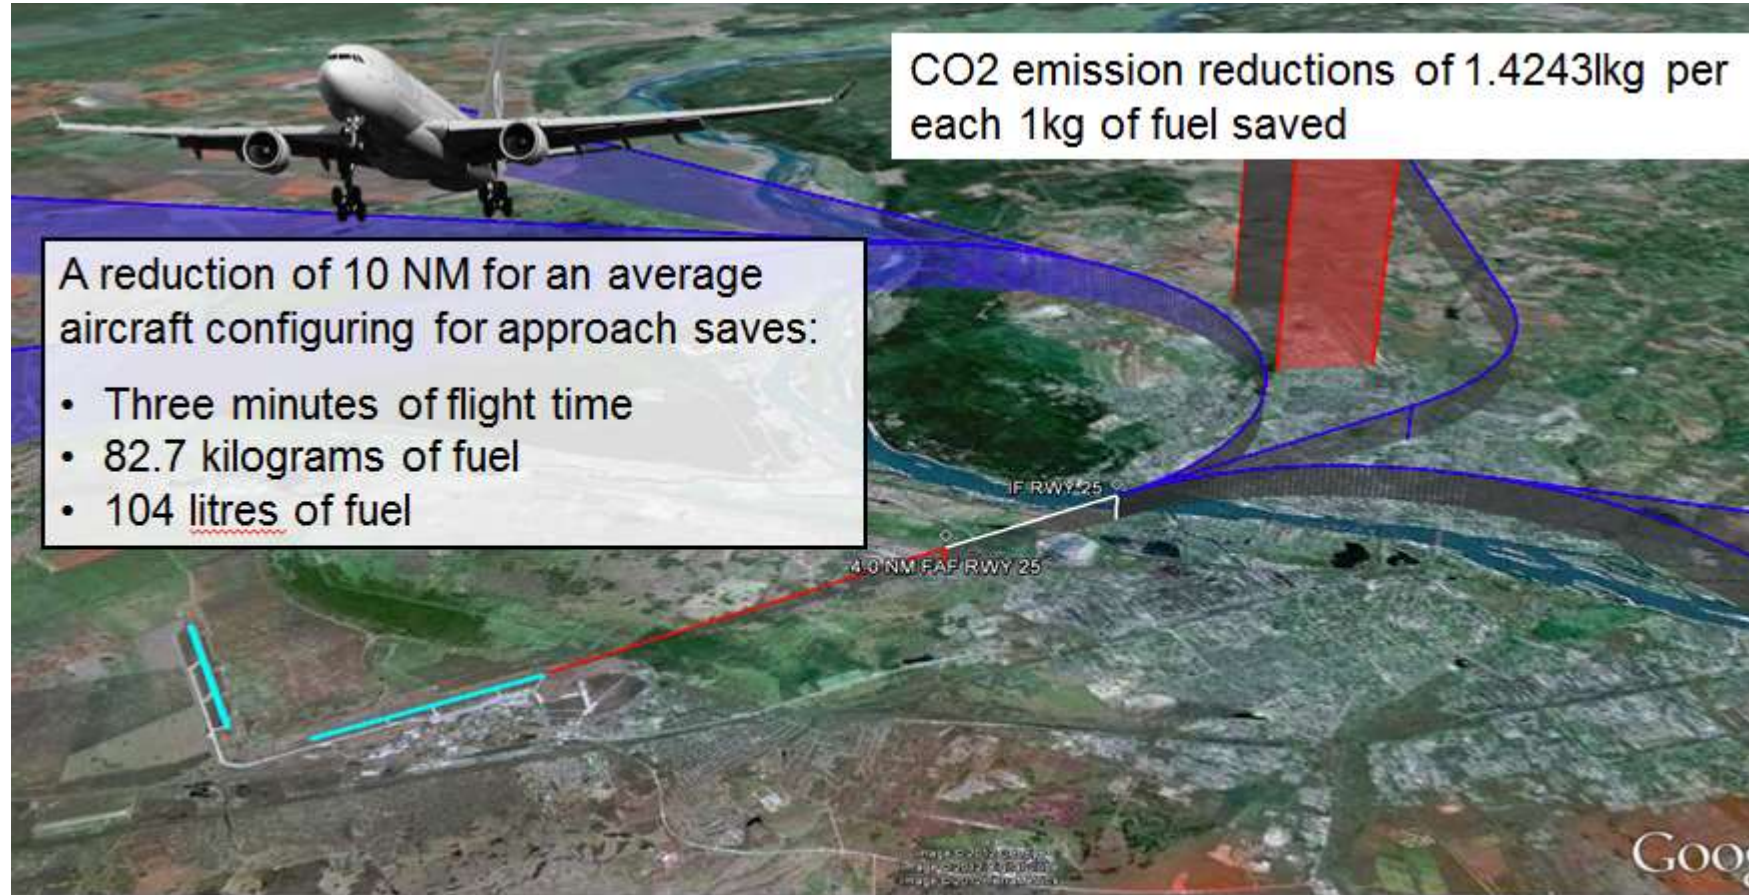 CO2 emission reductions of 1.4243lkg per
each 1kg of fuel saved
A reduction of 10 NM for an average
aircraft configuring for approach saves:
• Three minutes of flight time
• 82.7 kilograms of fuel
• 104 litres of fuel
IF RWY 25
4.0 NM FAF RWY 25
Goog